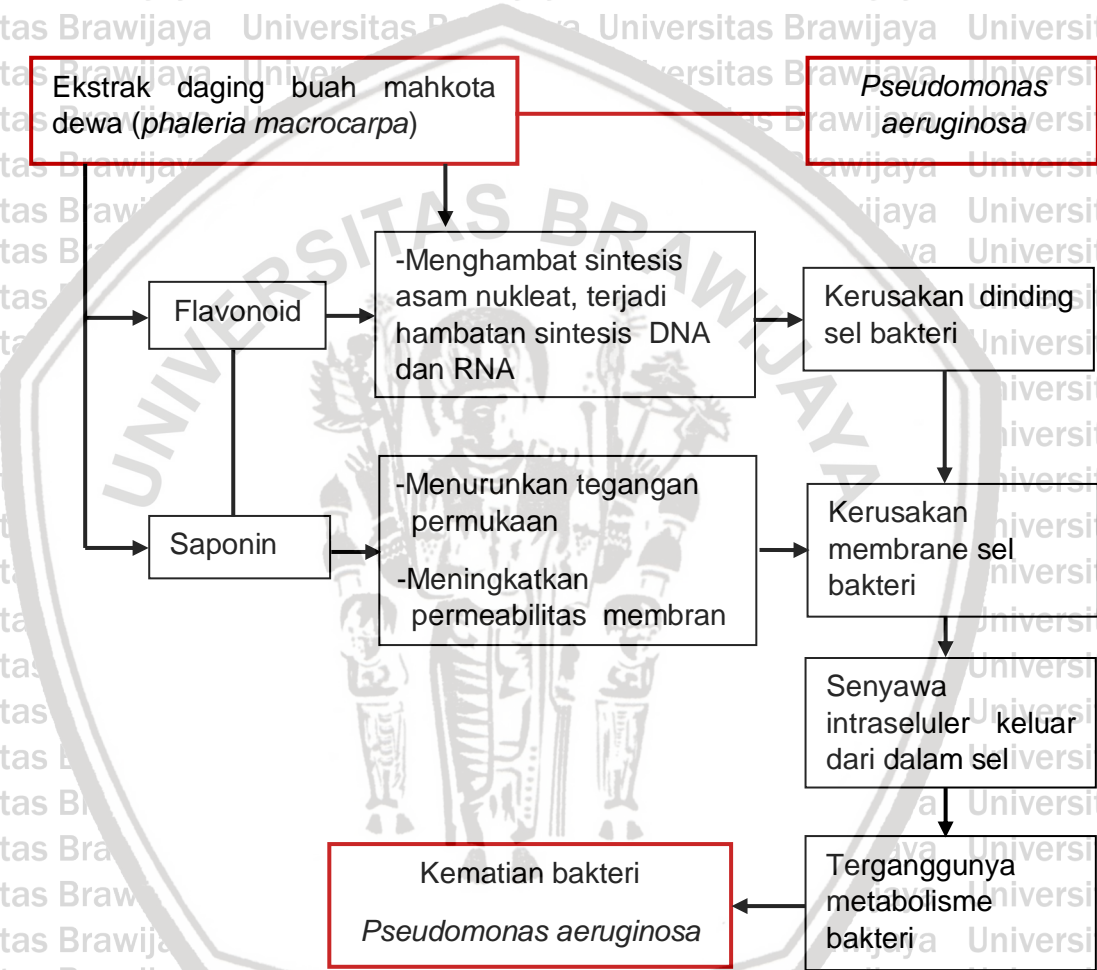 Ekstrak daging buah mahkota
dewa (phaleria macrocarpa)
Pseudomonas
aeruginosa
-Menghambat sintesis
asam nukleat, terjadi
hambatan sintesis DNA
dan RNA
Flavonoid
Kerusakan dinding
sel bakteri
-Menurunkan tegangan
permukaan
-Meningkatkan
permeabilitas membran
Saponin
Kerusakan
membrane sel
bakteri
Senyawa
intraseluler keluar
dari dalam sel
Terganggunya
metabolisme
bakteri
Kematian bakteri
Pseudomonas aeruginosa
UNIVERSITAS BRAWIJAYA